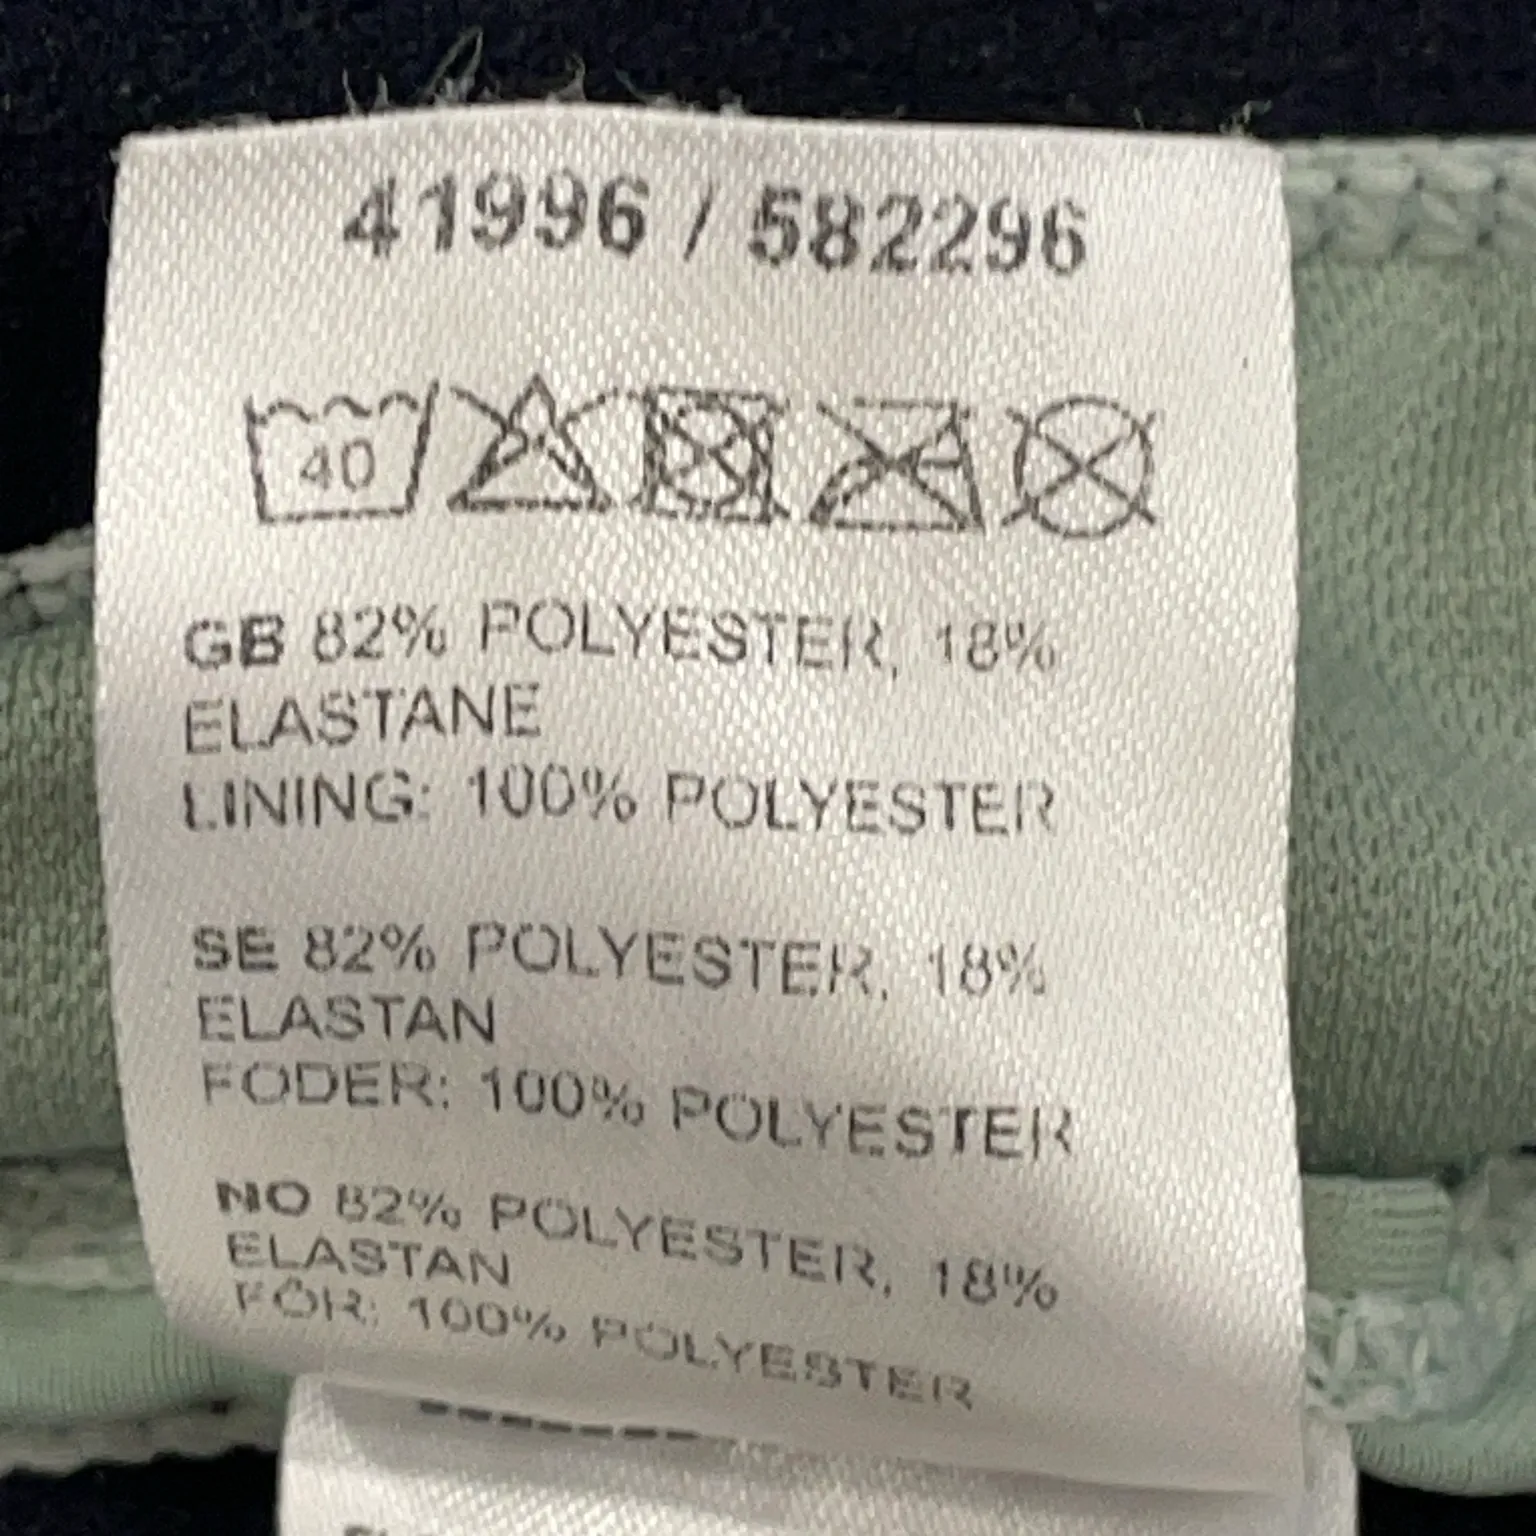 41996 / 582296
40
GB 82% POLYESTER, 18%
ELASTANE
LINING: 100% POLYESTER
SE 82% POLYESTER, 18%
ELASTAN
FODER: 100% POLYESTER
NO 82% POLYESTER, 18%
ELASTAN
FÔR: 100% POLYESTER